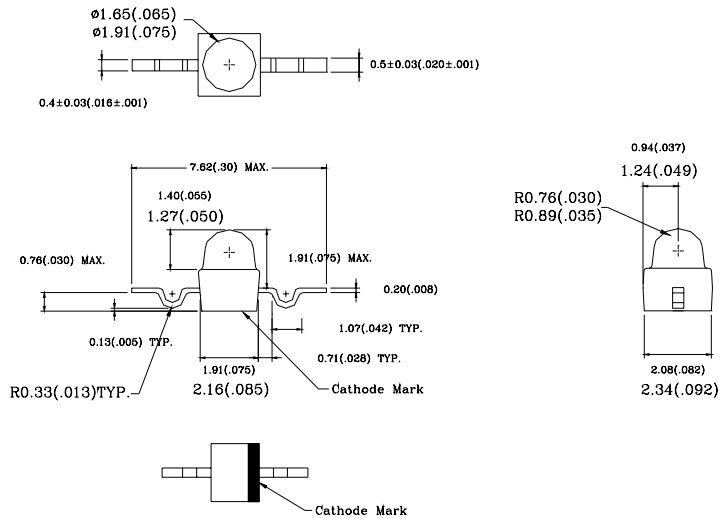 ø1.65(.065)
ø1.91(.075)
0.5±0.03(.020±.001)
0.4±0.03(.016±.001)
7.62(.30) MAX.
1.40(.055)
1.27(.050)
0.76(.030) MAX.
1.91(.075) MAX.
0.20(.008)
1.07(.042) TYP.
0.13(.005) TYP.
0.71(.028) TYP.
1.91(.075)
2.16(.085)
R0.33(.013)TYP.
Cathode Mark
0.94(.037)
1.24(.049)
R0.76(.030)
R0.89(.035)
2.08(.082)
2.34(.092)
Cathode Mark